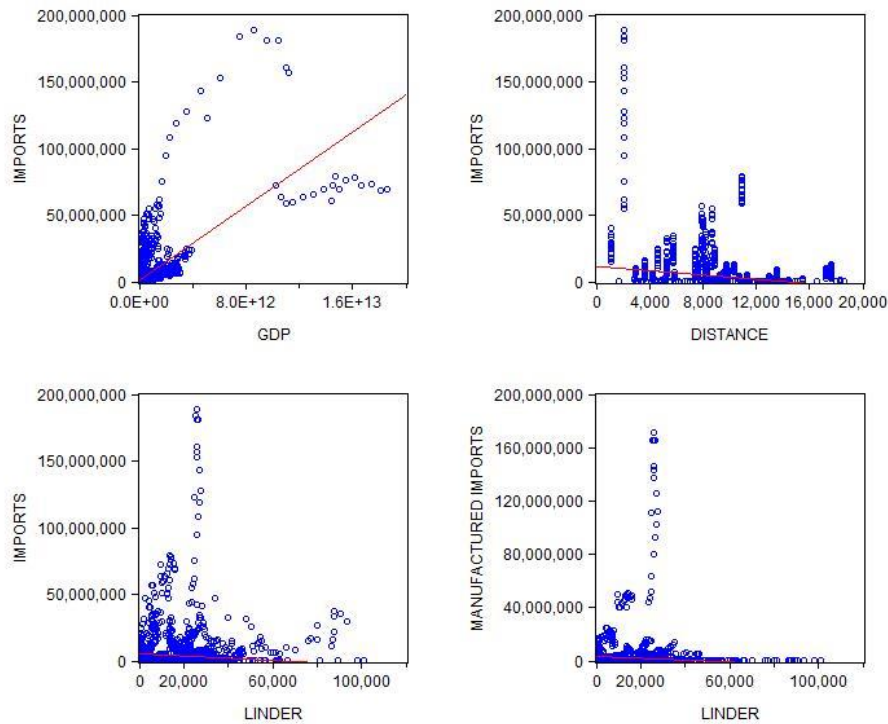 200,000,000
150,000,000
100,000,000
50,000,000
0
IMPORTS
0.0E+00 8.0E+12 1.6E+13
GDP
200,000,000
150,000,000
100,000,000
50,000,000
0
IMPORTS
0 4,000 8,000 12,000 16,000 20,000
DISTANCE
200,000,000
150,000,000
100,000,000
50,000,000
0
IMPORTS
0 20,000 60,000 100,000
LINDER
200,000,000
160,000,000
120,000,000
80,000,000
40,000,000
0
MANUFACTURED IMPORTS
0 20,000 60,000 100,000
LINDER